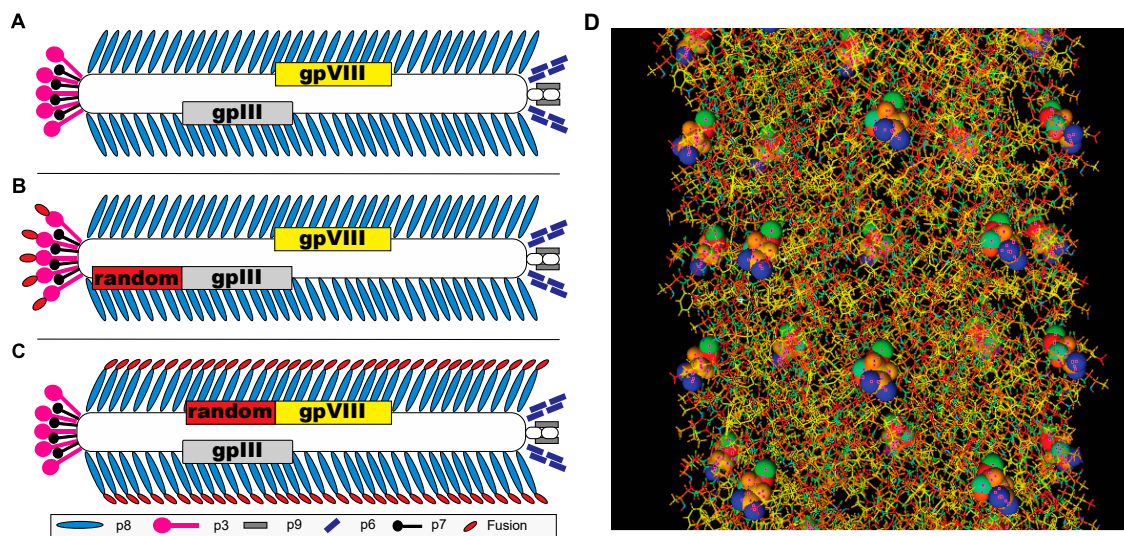 A
gpVIII
gpIII
B
gpVIII
random gpIII
C
random gpVIII
gpIII
p8 p3 p9 p6 p7 Fusion
D